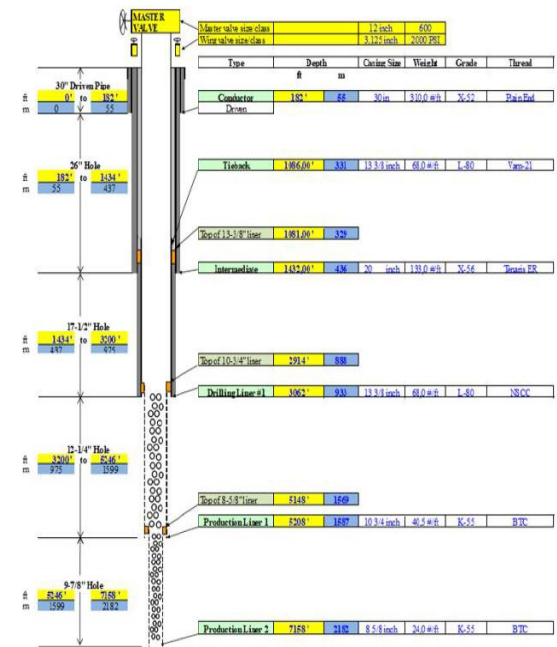 MASTER
VALVE
Master valve size/class 12 inch 600
Wing valve size/class 3.125 inch 2000 PSI
Type Depth Casing Size Weight Grade Thread
ft m
30" Driven Pipe
ft 0' to 182'
m 0 55
Conductor 182' 55 30 in 310,0 #/ft X-52 Plain End
Driven
26" Hole
ft 182' to 1434'
m 55 437
Tieback 1086,00' 331 13 3/8 inch 68,0 #/ft L-80 Vam-21
Top of 13-3/8" liner 1081,00' 329
Intermediate 1432,00' 436 20 inch 133,0 #/ft X-56 Tenaris ER
17-1/2" Hole
ft 1434' to 3200'
m 437 975
Top of 10-3/4" liner 2914' 888
Drilling Liner #1 3062' 933 13 3/8 inch 68,0 #/ft L-80 NSCC
12-1/4" Hole
ft 3200' to 5246'
m 975 1599
Top of 8-5/8" liner 5148' 1569
Production Liner 1 5208' 1587 10 3/4 inch 40,5 #/ft K-55 BTC
9-7/8" Hole
ft 5246' to 7158'
m 1599 2182
Production Liner 2 7158' 2182 8 5/8 inch 24,0 #/ft K-55 BTC